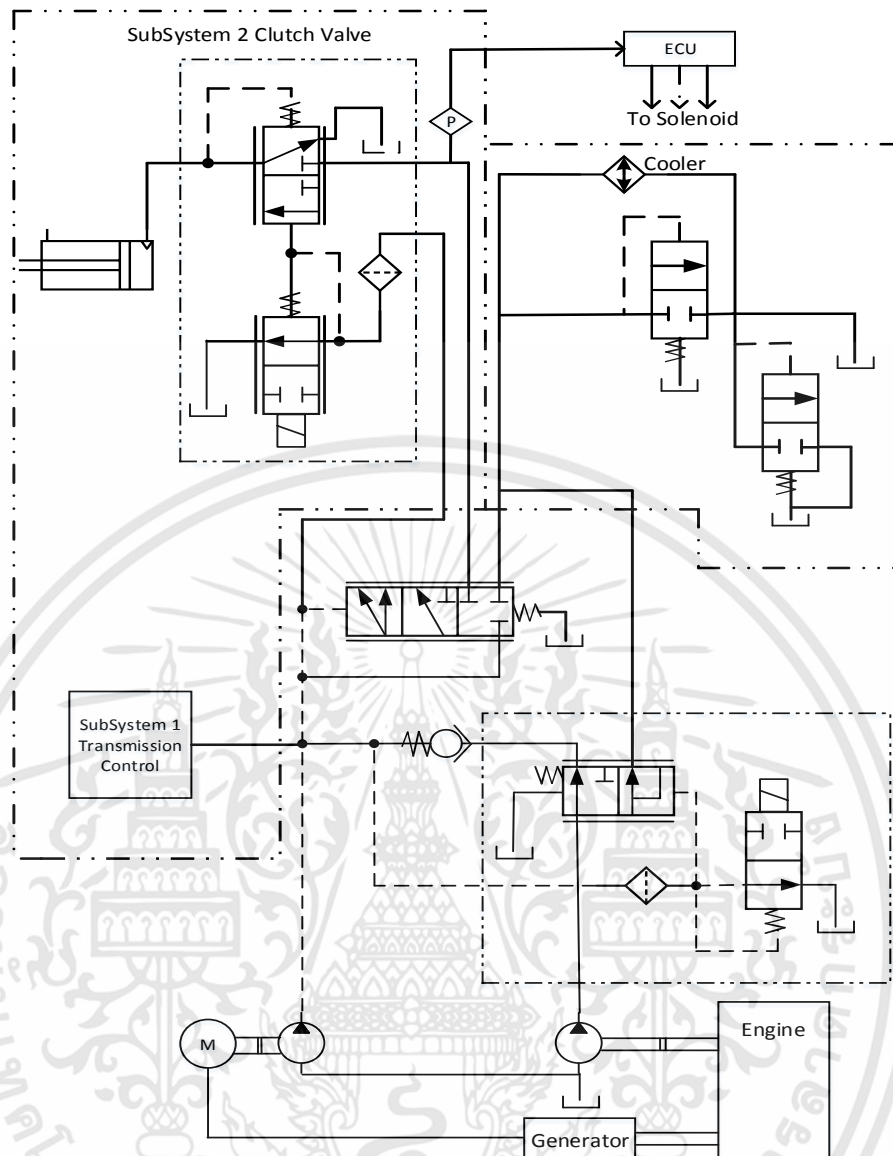 SubSystem 2 Clutch Valve
ECU
P
To Solenoid
Cooler
SubSystem 1
Transmission
Control
M
Engine
Generator